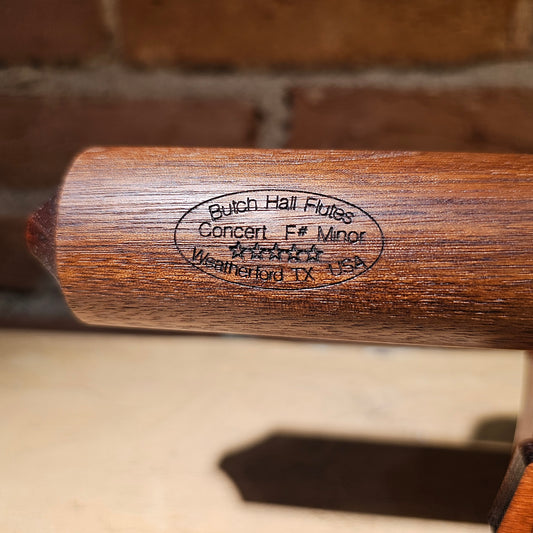 Butch Hall Flutes
Concert F# Minor
☆☆☆☆☆
Weatherford TX USA